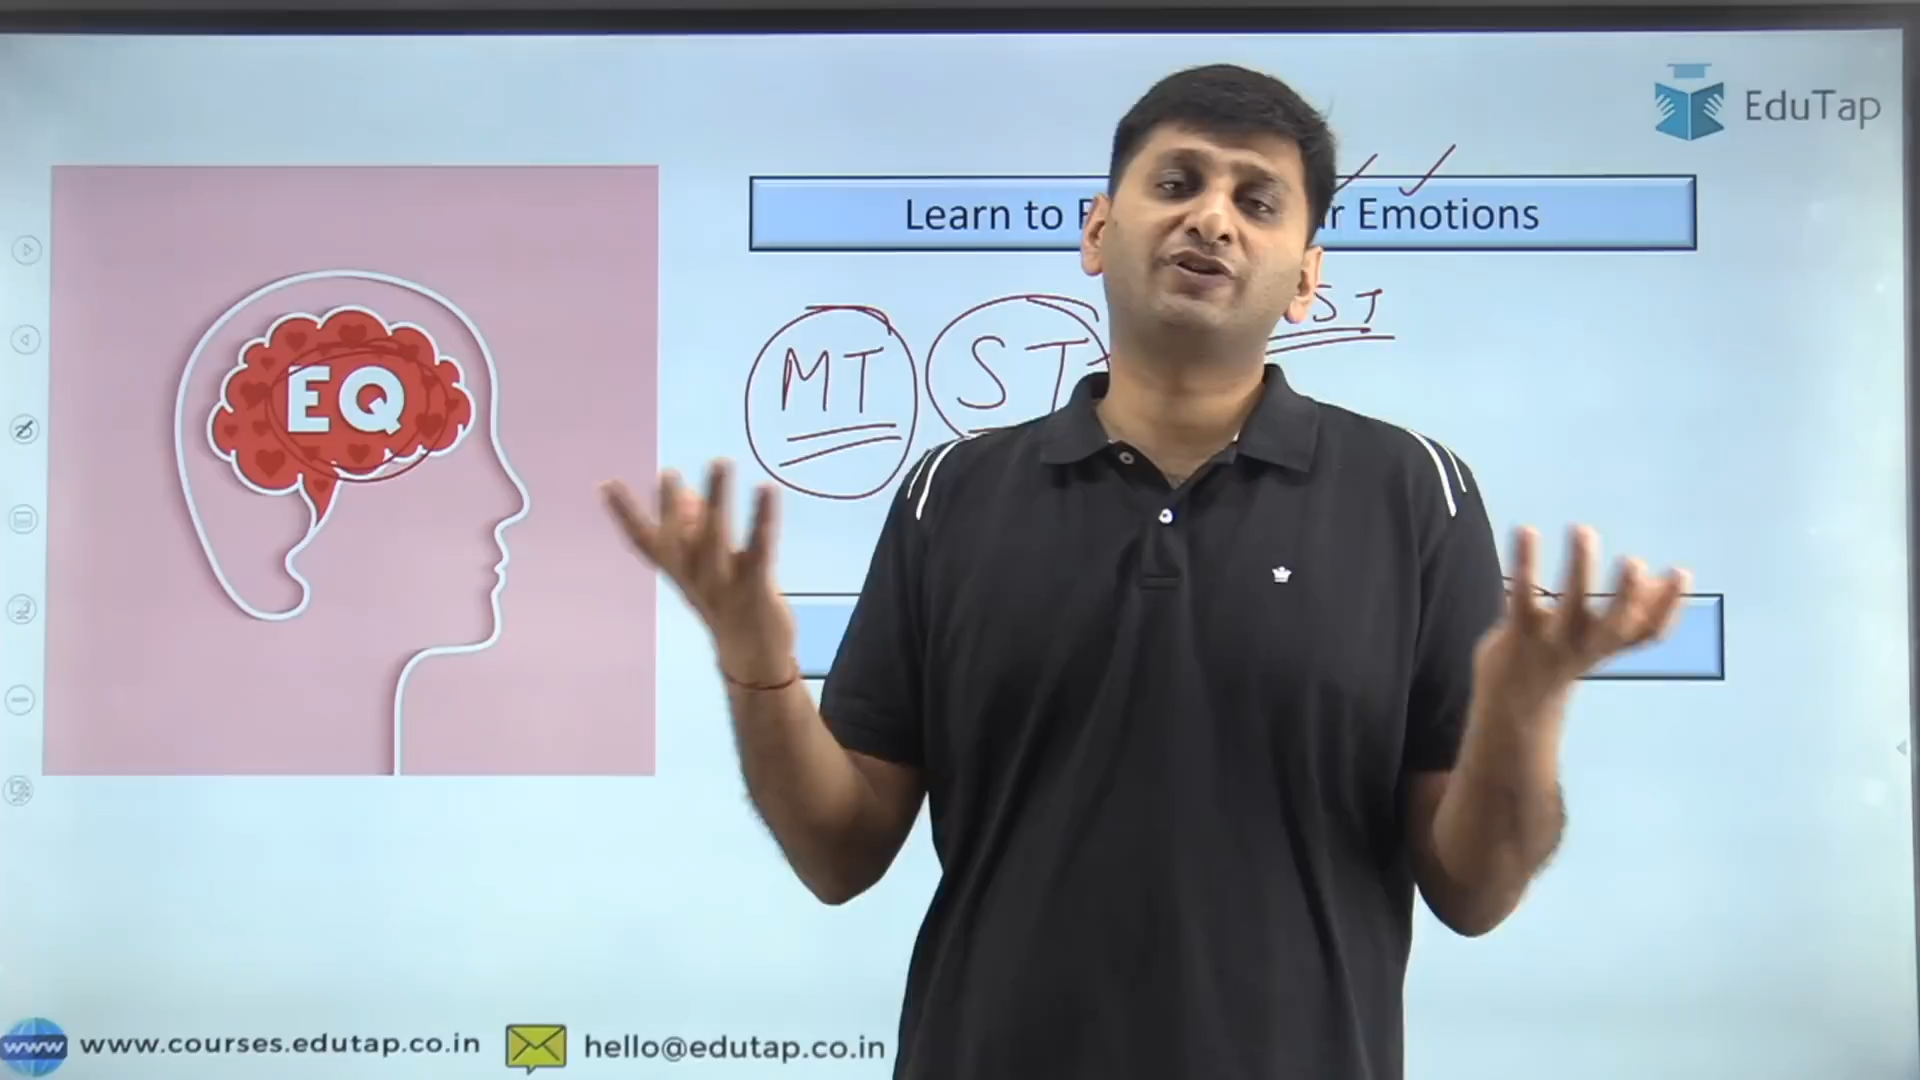 EduTap
Learn to r Emotions
ST
MT ST
EQ
www www.courses.edutap.co.in hello@edutap.co.in